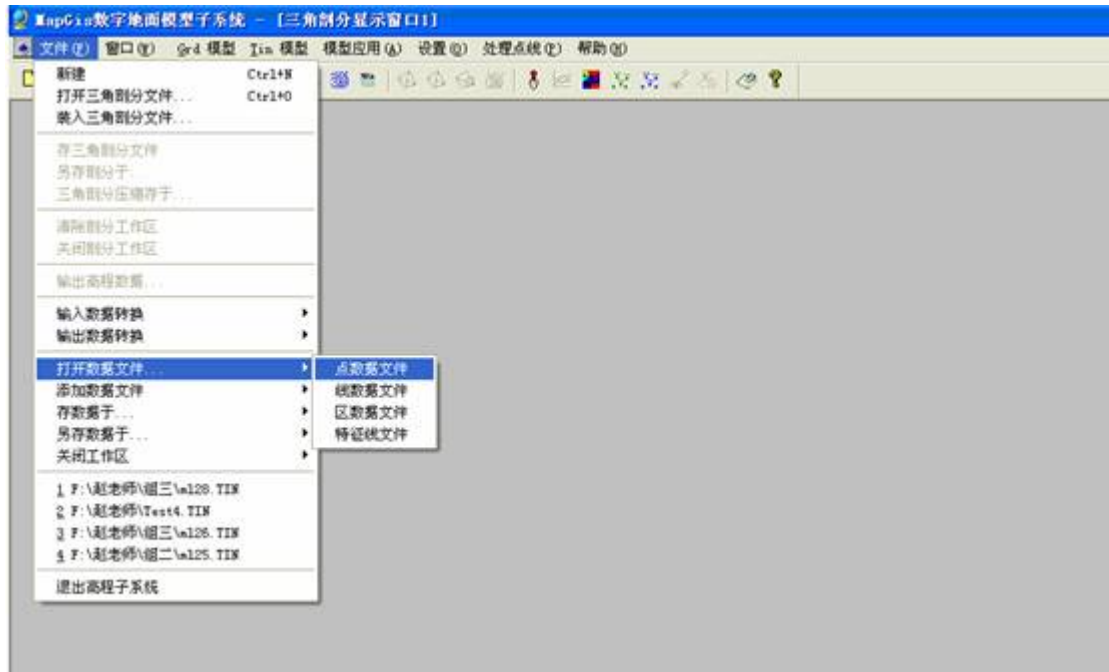 MapGis数字地面模型子系统 - [三角剖分显示窗口1]
文件(F) 窗口(W) Grd 模型 Tin 模型 模型应用(A) 设置(O) 处理点线(E) 帮助(H)
新建 Ctrl+N
打开三角剖分文件... Ctrl+O
装入三角剖分文件...
存三角剖分文件
另存剖分于...
三角剖分压缩存于...
清除剖分工作区
关闭剖分工作区
输出高程数据...
输入数据转换
输出数据转换
打开数据文件...
点数据文件
添加数据文件
线数据文件
存数据于...
区数据文件
另存数据于...
特征线文件
关闭工作区
1 F:\赵老师\组三\m128.TIN
2 F:\赵老师\Test4.TIN
3 F:\赵老师\组三\m126.TIN
4 F:\赵老师\组二\m125.TIN
退出高程子系统